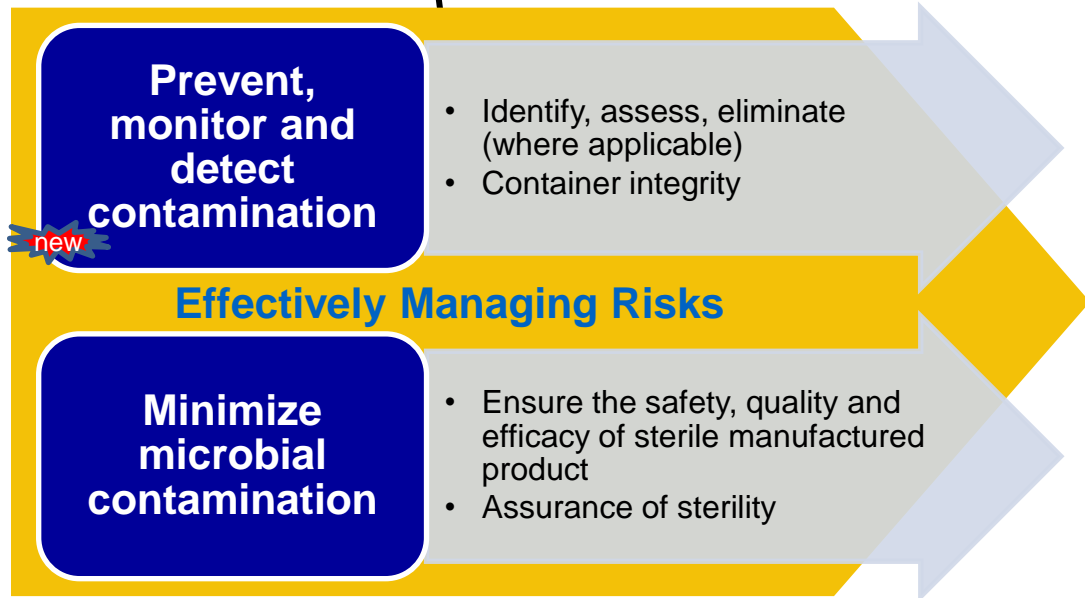 Prevent,
monitor and
detect
contamination
new
• Identify, assess, eliminate
(where applicable)
• Container integrity
Effectively Managing Risks
Minimize
microbial
contamination
• Ensure the safety, quality and
efficacy of sterile manufactured
product
• Assurance of sterility